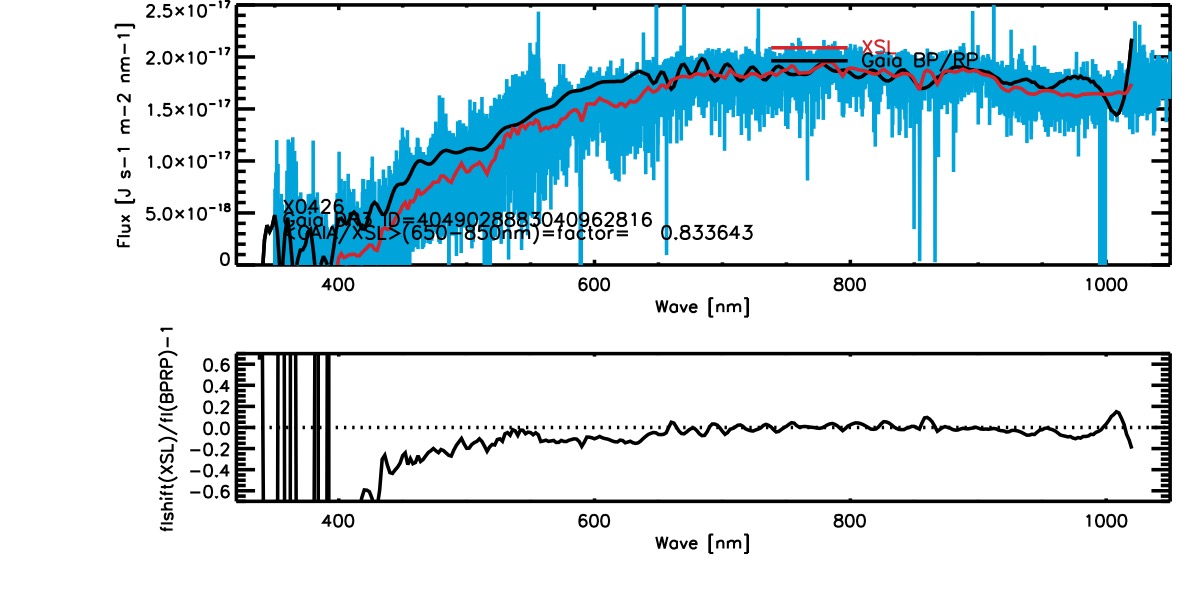 2.5×10⁻¹⁷
2.0×10⁻¹⁷
1.5×10⁻¹⁷
1.0×10⁻¹⁷
5.0×10⁻¹⁸
0
Flux [J s-1 m-2 nm-1]
XSL
Gaia BP/RP
X0426
Gaia DR3 ID=4049028883040962816
<GAIA/XSL>(650-850nm)=factor= 0.833643
400 600 800 1000
Wave [nm]
0.6
0.4
0.2
0.0
-0.2
-0.4
-0.6
flshift(XSL)/fl(BPRP)-1
400 600 800 1000
Wave [nm]